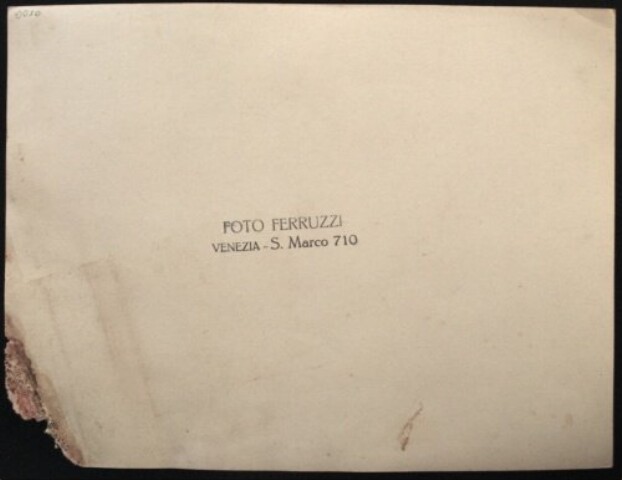 FOTO FERRUZZI
VENEZIA - S. Marco 710